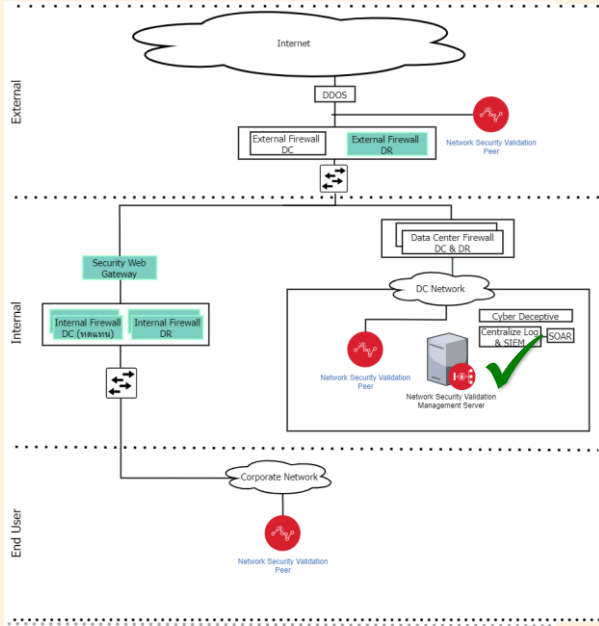 External
Internet
DDOS
External Firewall
DC
External Firewall
DR
Network Security Validation
Peer
Internal
Security Web
Gateway
Internal Firewall
DC (ทดแทน)
Internal Firewall
DR
Data Center Firewall
DC & DR
DC Network
Cyber Deceptive
Centralize Log
& SIEM
SOAR
Network Security Validation
Peer
Network Security Validation
Management Server
End User
Corporate Network
Network Security Validation
Peer